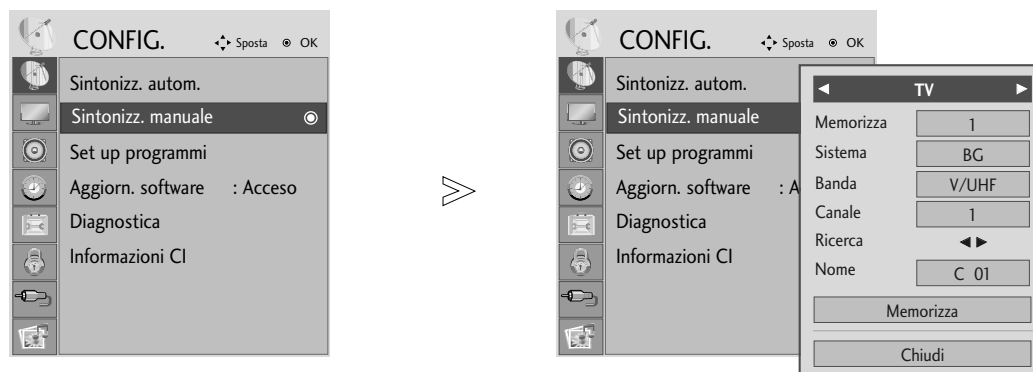 CONFIG. Sposta OK
Sintonizz. autom.
Sintonizz. manuale
Set up programmi
Aggiorn. software : Acceso
Diagnostica
Informazioni CI
CONFIG. Sposta OK
Sintonizz. autom.
Sintonizz. manuale
Set up programmi
Aggiorn. software : A
Diagnostica
Informazioni CI
TV
Memorizza 1
Sistema BG
Banda V/UHF
Canale 1
Ricerca
Nome C 01
Memorizza
Chiudi